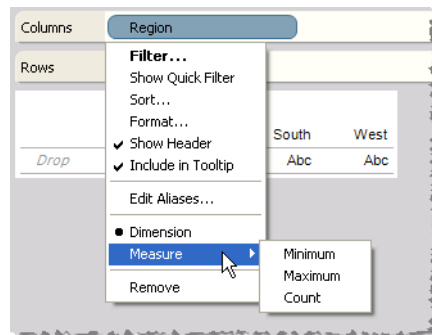 Columns Region
Rows
Filter...
Show Quick Filter
Sort...
Format...
✓ Show Header
✓ Include in Tooltip
Edit Aliases...
• Dimension
Measure
Remove
Minimum
Maximum
Count
South West
Drop Abc Abc